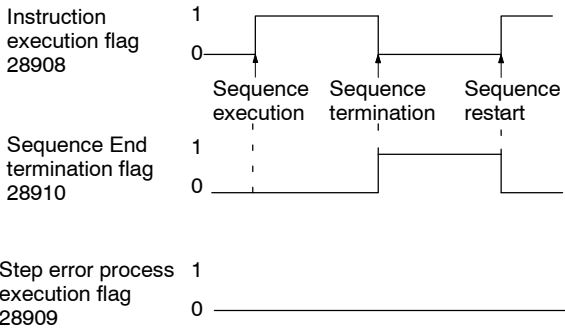 Instruction
execution flag
28908
1
0
Sequence execution
Sequence termination
Sequence restart
Sequence End
termination flag
28910
1
0
Step error process
execution flag
28909
1
0